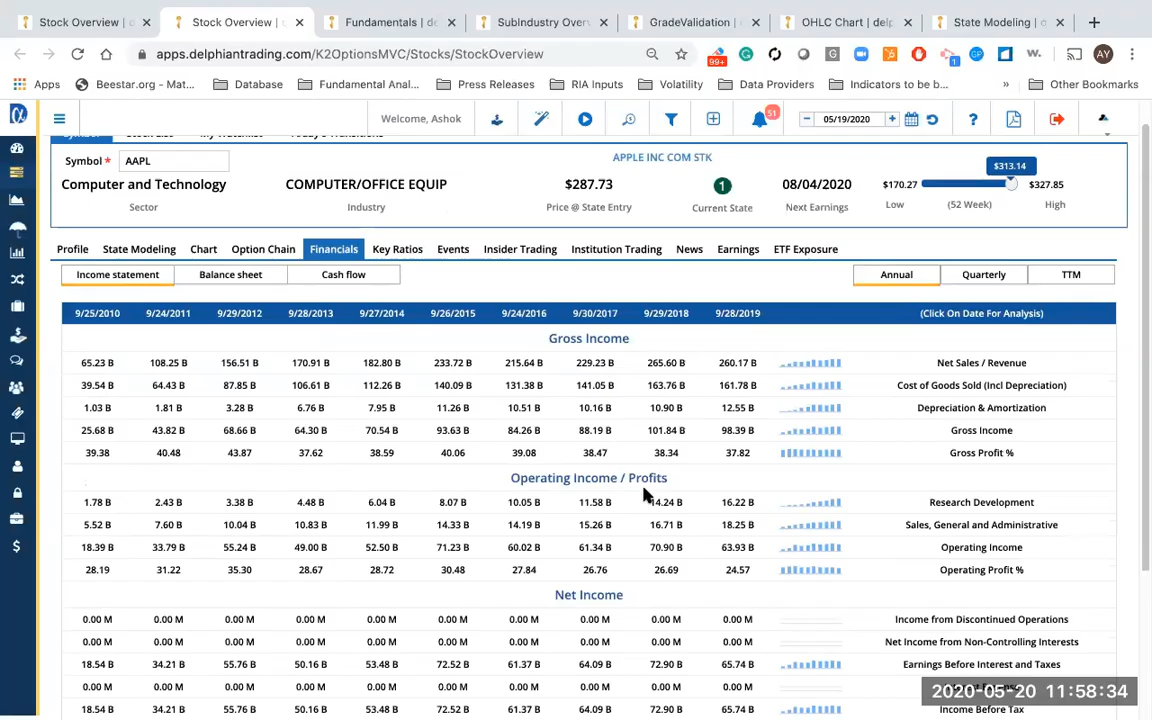 Stock Overview | d
Stock Overview | q
Fundamentals | de
SubIndustry Over
GradeValidation | d
OHLC Chart | delp
State Modeling | d
apps.delphiantrading.com/K2OptionsMVC/Stocks/StockOverview
99+
AY
Apps Beestar.org - Mat... Database Fundamental Anal... Press Releases RIA Inputs Volatility Data Providers Indicators to be b... » Other Bookmarks
Welcome, Ashok 51 05/19/2020
Symbol * AAPL
APPLE INC COM STK
$313.14
Computer and Technology COMPUTER/OFFICE EQUIP $287.73 1 08/04/2020 $170.27 $327.85
Sector Industry Price @ State Entry Current State Next Earnings Low (52 Week) High
Profile State Modeling Chart Option Chain Financials Key Ratios Events Insider Trading Institution Trading News Earnings ETF Exposure
Income statement Balance sheet Cash flow Annual Quarterly TTM
9/25/2010 9/24/2011 9/29/2012 9/28/2013 9/27/2014 9/26/2015 9/24/2016 9/30/2017 9/29/2018 9/28/2019 (Click On Date For Analysis)
Gross Income
65.23 B 108.25 B 156.51 B 170.91 B 182.80 B 233.72 B 215.64 B 229.23 B 265.60 B 260.17 B Net Sales / Revenue
39.54 B 64.43 B 87.85 B 106.61 B 112.26 B 140.09 B 131.38 B 141.05 B 163.76 B 161.78 B Cost of Goods Sold (Incl Depreciation)
1.03 B 1.81 B 3.28 B 6.76 B 7.95 B 11.26 B 10.51 B 10.16 B 10.90 B 12.55 B Depreciation & Amortization
25.68 B 43.82 B 68.66 B 64.30 B 70.54 B 93.63 B 84.26 B 88.19 B 101.84 B 98.39 B Gross Income
39.38 40.48 43.87 37.62 38.59 40.06 39.08 38.47 38.34 37.82 Gross Profit %
Operating Income / Profits
1.78 B 2.43 B 3.38 B 4.48 B 6.04 B 8.07 B 10.05 B 11.58 B 14.24 B 16.22 B Research Development
5.52 B 7.60 B 10.04 B 10.83 B 11.99 B 14.33 B 14.19 B 15.26 B 16.71 B 18.25 B Sales, General and Administrative
18.39 B 33.79 B 55.24 B 49.00 B 52.50 B 71.23 B 60.02 B 61.34 B 70.90 B 63.93 B Operating Income
28.19 31.22 35.30 28.67 28.72 30.48 27.84 26.76 26.69 24.57 Operating Profit %
Net Income
0.00 M 0.00 M 0.00 M 0.00 M 0.00 M 0.00 M 0.00 M 0.00 M 0.00 M 0.00 M Income from Discontinued Operations
0.00 M 0.00 M 0.00 M 0.00 M 0.00 M 0.00 M 0.00 M 0.00 M 0.00 M 0.00 M Net Income from Non-Controlling Interests
18.54 B 34.21 B 55.76 B 50.16 B 53.48 B 72.52 B 61.37 B 64.09 B 72.90 B 65.74 B Earnings Before Interest and Taxes
0.00 M 0.00 M 0.00 M 0.00 M 0.00 M 0.00 M 0.00 M 0.00 M 0.00 M 0.00 M
2020-05-20 11:58:34
18.54 B 34.21 B 55.76 B 50.16 B 53.48 B 72.52 B 61.37 B 64.09 B 72.90 B 65.74 B Income Before Tax